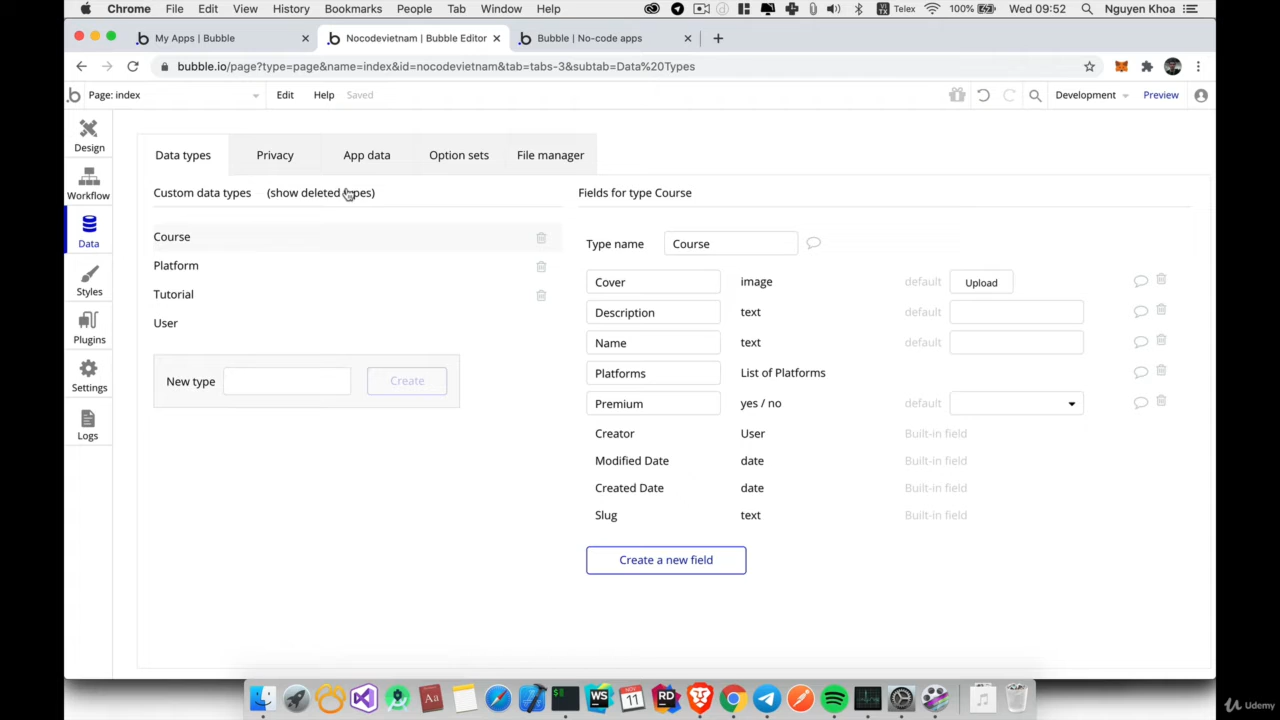 Chrome File Edit View History Bookmarks People Tab Window Help Telex 100% Wed 09:52 Nguyen Khoa
My Apps | Bubble Nocodevietnam | Bubble Editor Bubble | No-code apps
bubble.io/page?type=page&name=index&id=nocodevietnam&tab=tabs-3&subtab=Data%20Types
Page: index Edit Help Saved Development Preview
Design
Workflow
Data
Styles
Plugins
Settings
Logs
Data types Privacy App data Option sets File manager
Custom data types (show deleted types)
Course
Platform
Tutorial
User
New type Create
Fields for type Course
Type name Course
Cover image default Upload
Description text default
Name text default
Platforms List of Platforms
Premium yes / no default
Creator User Built-in field
Modified Date date Built-in field
Created Date date Built-in field
Slug text Built-in field
Create a new field
WS NOV 11 RD
Udemy